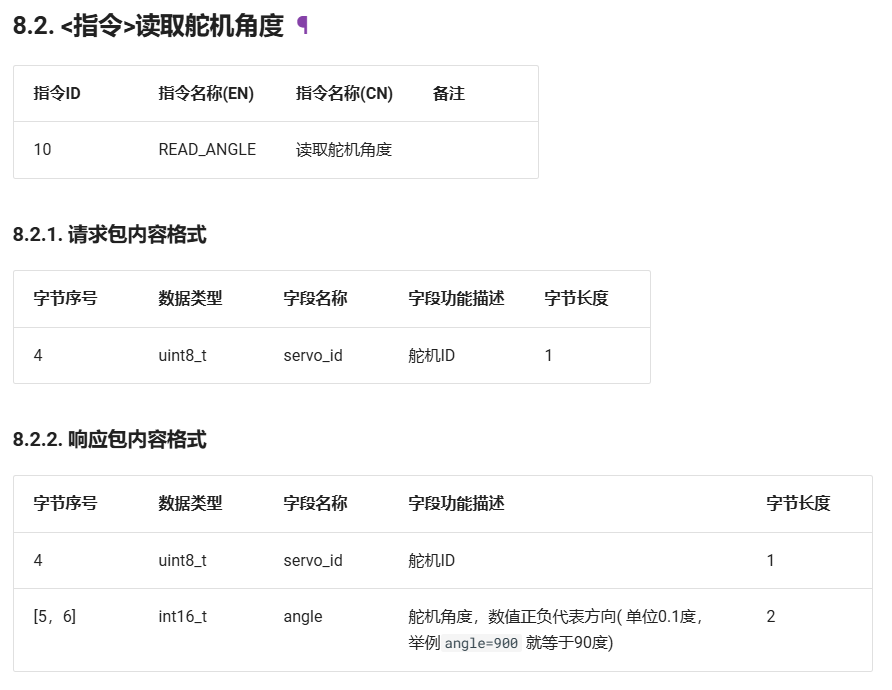 8.2. <指令>读取舵机角度 ¶
指令ID 指令名称(EN) 指令名称(CN) 备注
10 READ_ANGLE 读取舵机角度
8.2.1. 请求包内容格式
字节序号 数据类型 字段名称 字段功能描述 字节长度
4 uint8_t servo_id 舵机ID 1
8.2.2. 响应包内容格式
字节序号 数据类型 字段名称 字段功能描述 字节长度
4 uint8_t servo_id 舵机ID 1
[5，6] int16_t angle 舵机角度，数值正负代表方向( 单位0.1度， 2
举例 angle=900 就等于90度)